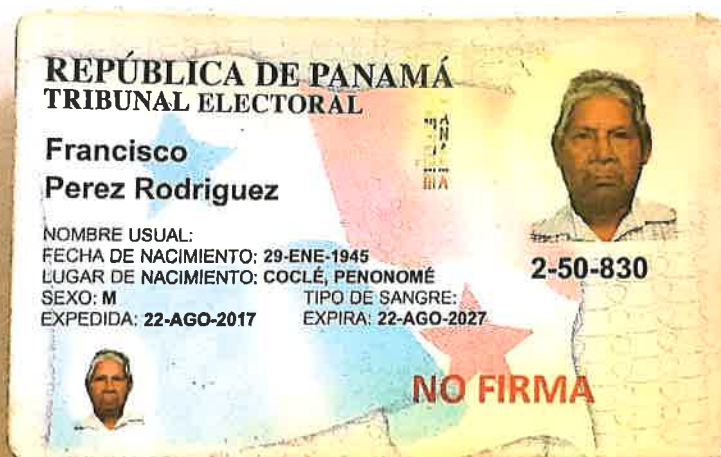 REPÚBLICA DE PANAMÁ
TRIBUNAL ELECTORAL
Francisco
Perez Rodriguez
NOMBRE USUAL:
FECHA DE NACIMIENTO: 29-ENE-1945
LUGAR DE NACIMIENTO: COCLÉ, PENONOMÉ
SEXO: M TIPO DE SANGRE:
EXPEDIDA: 22-AGO-2017 EXPIRA: 22-AGO-2027
2-50-830
NO FIRMA